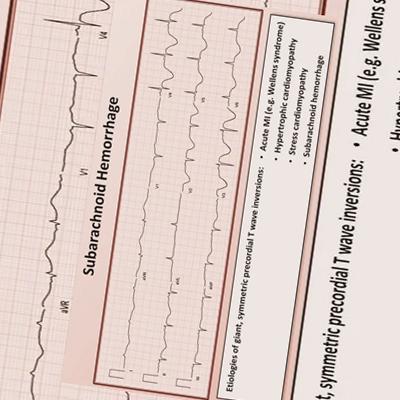 Subarachnoid Hemorrhage
aVR
V1
V4
I
aVR
V1
V4
II
aVL
V2
V5
III
aVF
V3
V6
Etiologies of giant, symmetric precordial T wave inversions:
• Acute MI (e.g. Wellens syndrome)
• Hypertrophic cardiomyopathy
• Stress cardiomyopathy
• Subarachnoid hemorrhage
symmetric precordial T wave inversions:
• Acute MI (e.g. Wellens